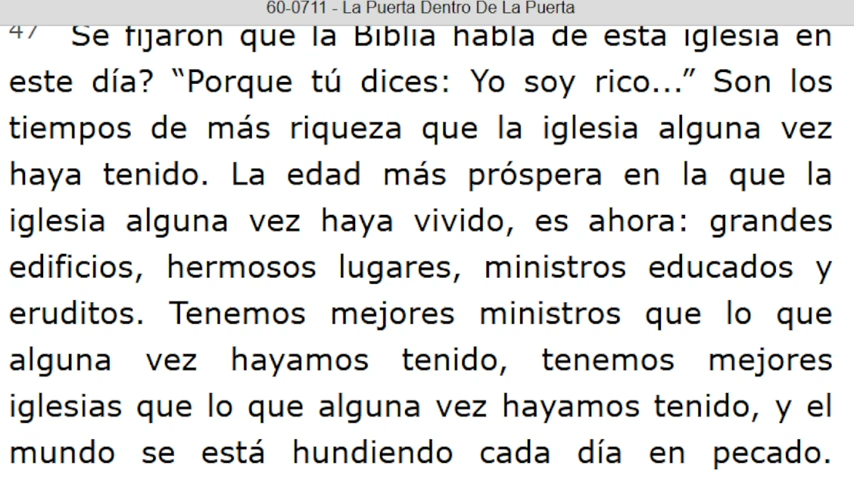 60-0711 - La Puerta Dentro De La Puerta
47 Se fijaron que la Biblia habla de esta iglesia en
este día? “Porque tú dices: Yo soy rico...” Son los
tiempos de más riqueza que la iglesia alguna vez
haya tenido. La edad más próspera en la que la
iglesia alguna vez haya vivido, es ahora: grandes
edificios, hermosos lugares, ministros educados y
eruditos. Tenemos mejores ministros que lo que
alguna vez hayamos tenido, tenemos mejores
iglesias que lo que alguna vez hayamos tenido, y el
mundo se está hundiendo cada día en pecado.